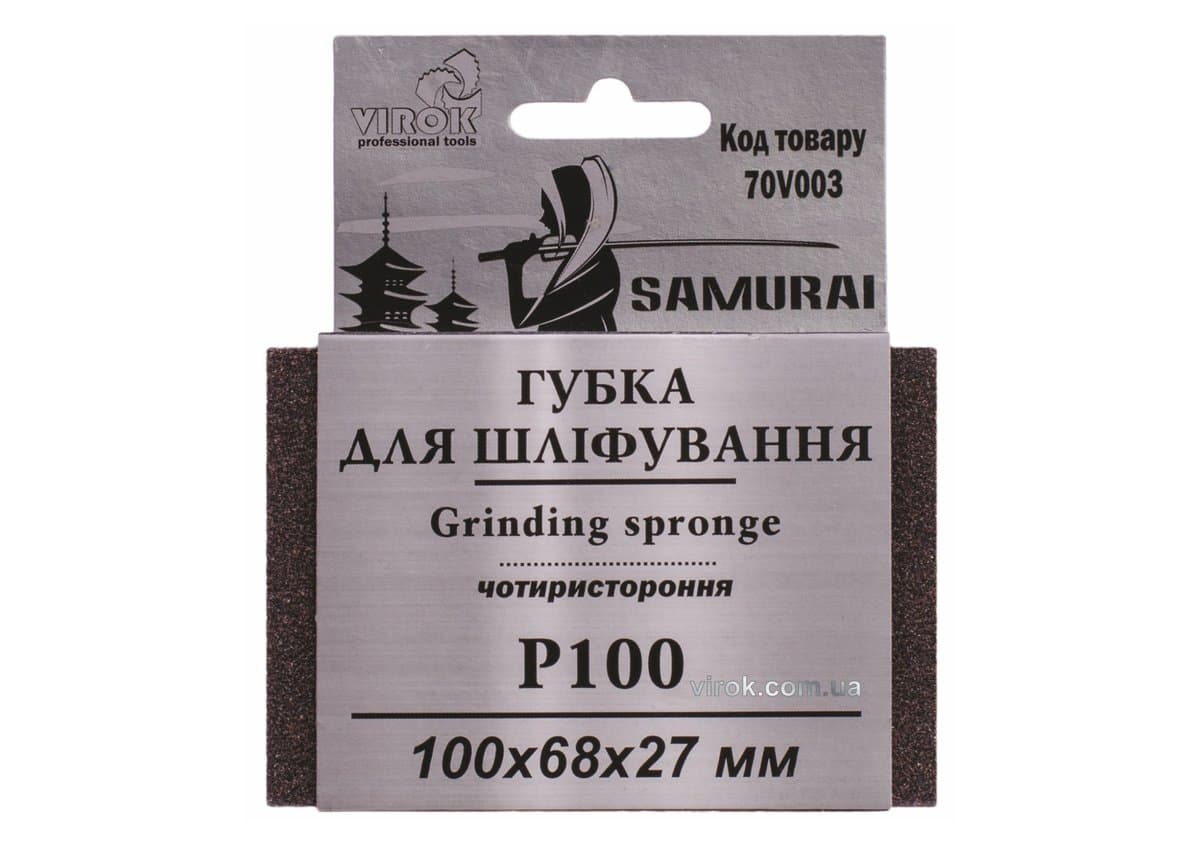 VIROK
professional tools
Код товару
70V003
SAMURAI
ГУБКА
ДЛЯ ШЛІФУВАННЯ
Grinding spronge
чотиристороння
P100
virok.com.ua
100x68x27 мм